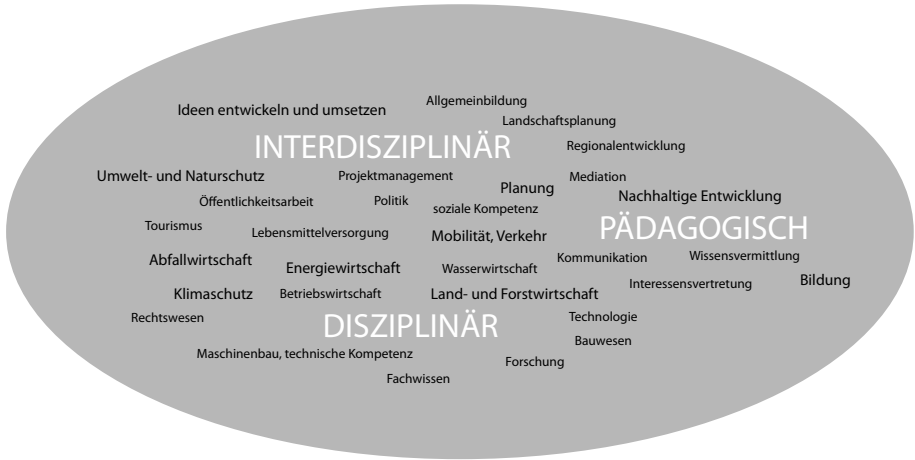 Allgemeinbildung
Ideen entwickeln und umsetzen
Landschaftsplanung
INTERDISZIPLINÄR
Regionalentwicklung
Umwelt- und Naturschutz
Projektmanagement
Mediation
Planung
Nachhaltige Entwicklung
Öffentlichkeitsarbeit
Politik
soziale Kompetenz
Tourismus
PÄDAGOGISCH
Lebensmittelversorgung
Mobilität, Verkehr
Abfallwirtschaft
Kommunikation
Wissensvermittlung
Energiewirtschaft
Wasserwirtschaft
Bildung
Interessensvertretung
Klimaschutz
Betriebswirtschaft
Land- und Forstwirtschaft
Rechtswesen
DISZIPLINÄR
Technologie
Bauwesen
Maschinenbau, technische Kompetenz
Forschung
Fachwissen